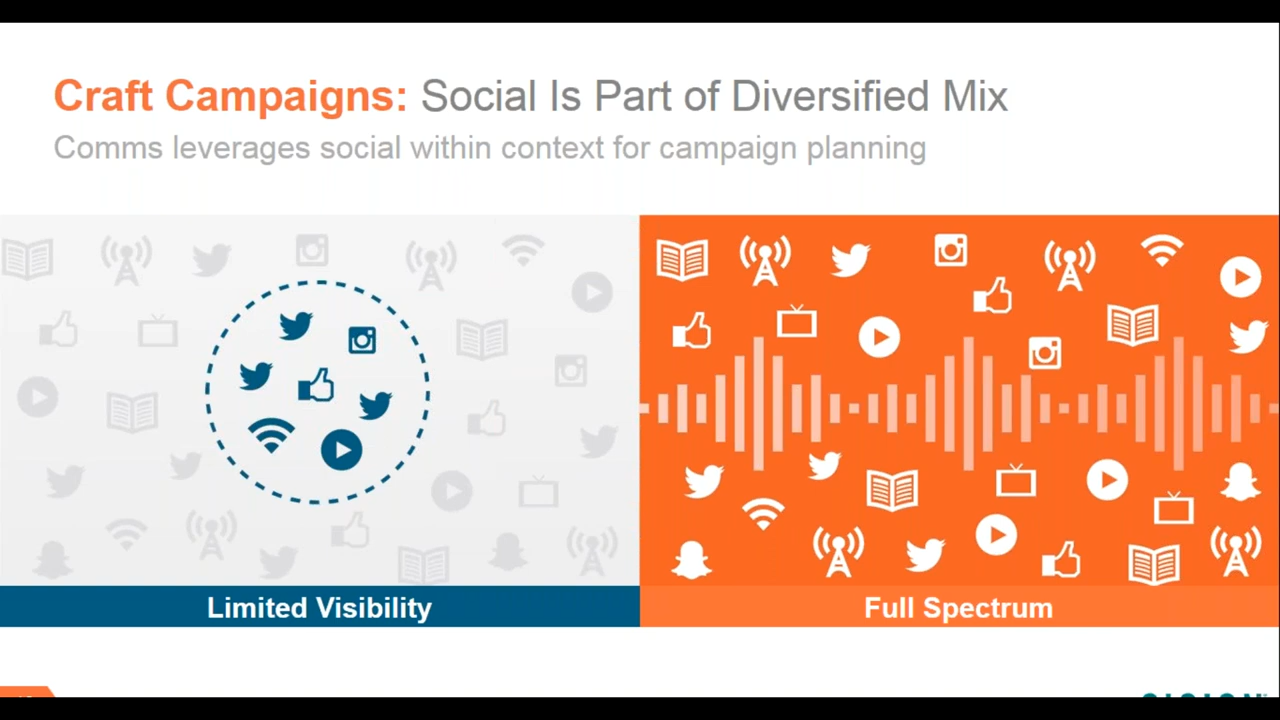 Craft Campaigns: Social Is Part of Diversified Mix
Comms leverages social within context for campaign planning
Limited Visibility
Full Spectrum